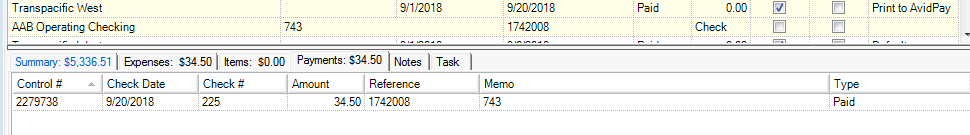 Transpacific West 9/1/2018 9/20/2018 Paid 0.00 Print to AvidPay
AAB Operating Checking 743 1742008 Check
Summary: $5,336.51 Expenses: $34.50 Items: $0.00 Payments: $34.50 Notes Task
Control # Check Date Check # Amount Reference Memo Type
2279738 9/20/2018 225 34.50 1742008 743 Paid